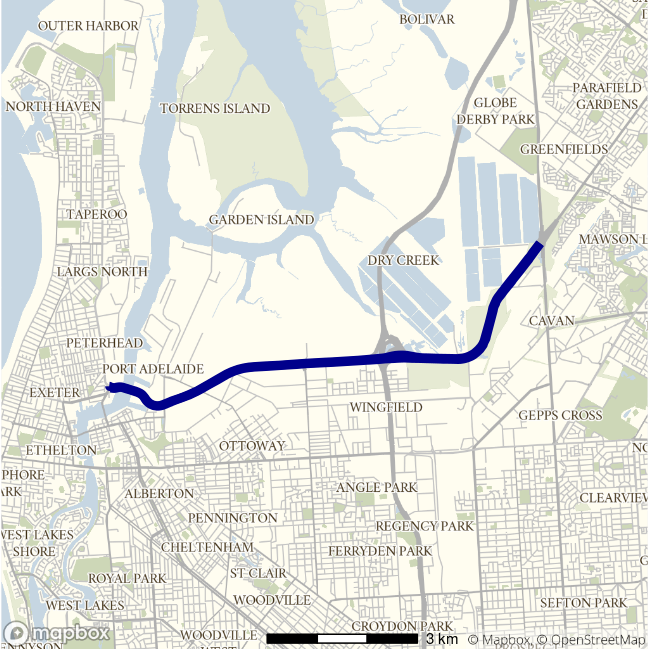 BOLIVAR
OUTER HARBOR
PARAFIELD
GARDENS
NORTH HAVEN
TORRENS ISLAND
GLOBE
DERBY PARK
GREENFIELDS
TAPEROO
GARDEN ISLAND
MAWSON L
DRY CREEK
LARGS NORTH
CAVAN
PETERHEAD
PORT ADELAIDE
EXETER
WINGFIELD
GEPPS CROSS
OTTOWAY
ETHELTON
NO
PHORE
ARK
ANGLE PARK
ALBERTON
CLEARVIEW
PENNINGTON
REGENCY PARK
WEST LAKES
SHORE
CHELTENHAM
FERRYDEN PARK
G
ST CLAIR
ROYAL PARK
WOODVILLE
WEST LAKES
SEFTON PARK
CROYDON PARK
WOODVILLE
WEST
ENNYSON
mapbox
3 km
© Mapbox, © OpenStreetMap